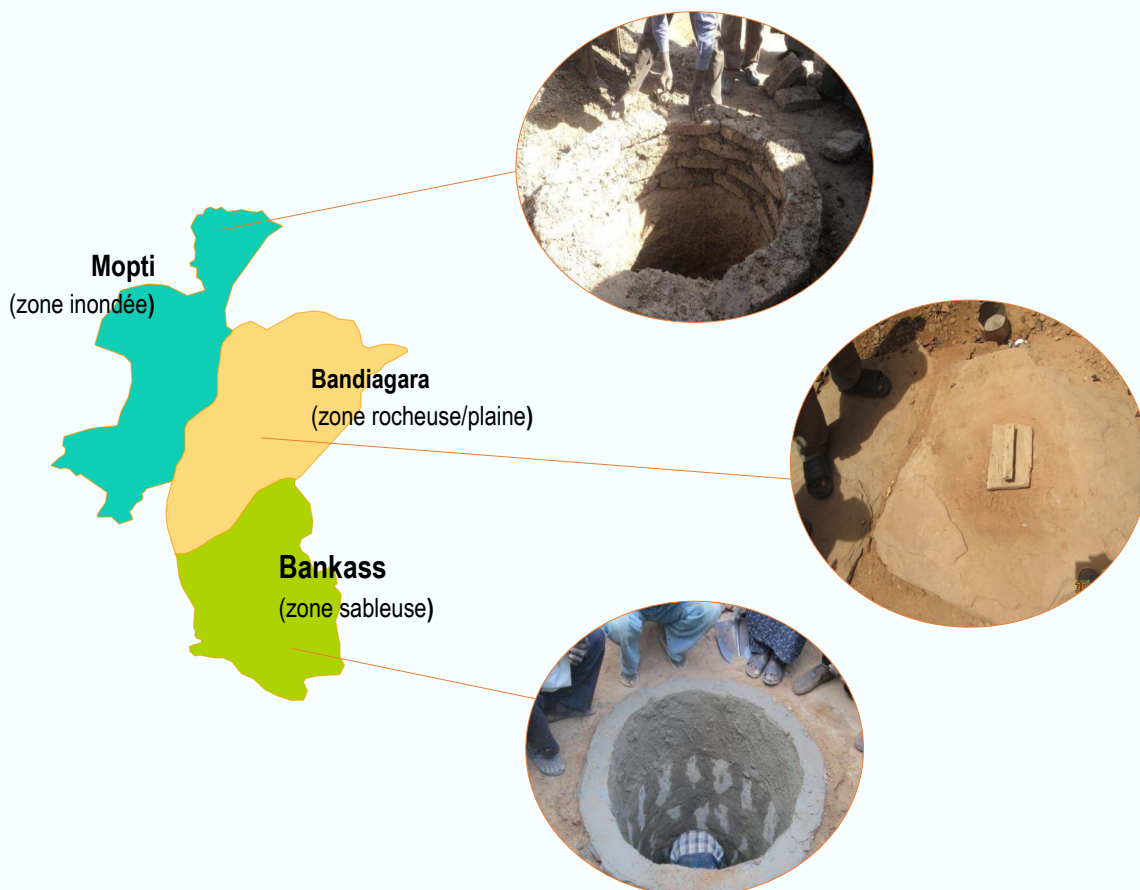 Mopti
(zone inondée)
Bandiagara
(zone rocheuse/plaine)
Bankass
(zone sableuse)